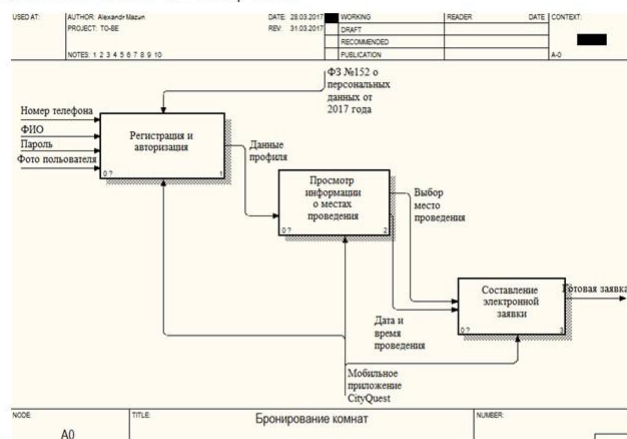 USED AT:
AUTHOR: Alexandr Mazun
DATE: 28.03.2017
WORKING
READER
DATE
CONTEXT:
PROJECT: TO-BE
REV: 31.03.2017
DRAFT
RECOMMENDED
NOTES: 1 2 3 4 5 6 7 8 9 10
PUBLICATION
A-0
ФЗ №152 о
персональных
данных от
2017 года
Номер телефона
ФИО
Пароль
Фото польователя
Регистрация и
авторизация
0 ?
1
Данные
профиля
Просмотр
информации
о местах
проведения
0 ?
2
Выбор
место
проведения
Составление
электронной
заявки
0 ?
3
Готовая заявка
Дата и
время
проведения
Мобильное
приложение
CityQuest
NODE:
TITLE:
NUMBER:
A0
Бронирование комнат